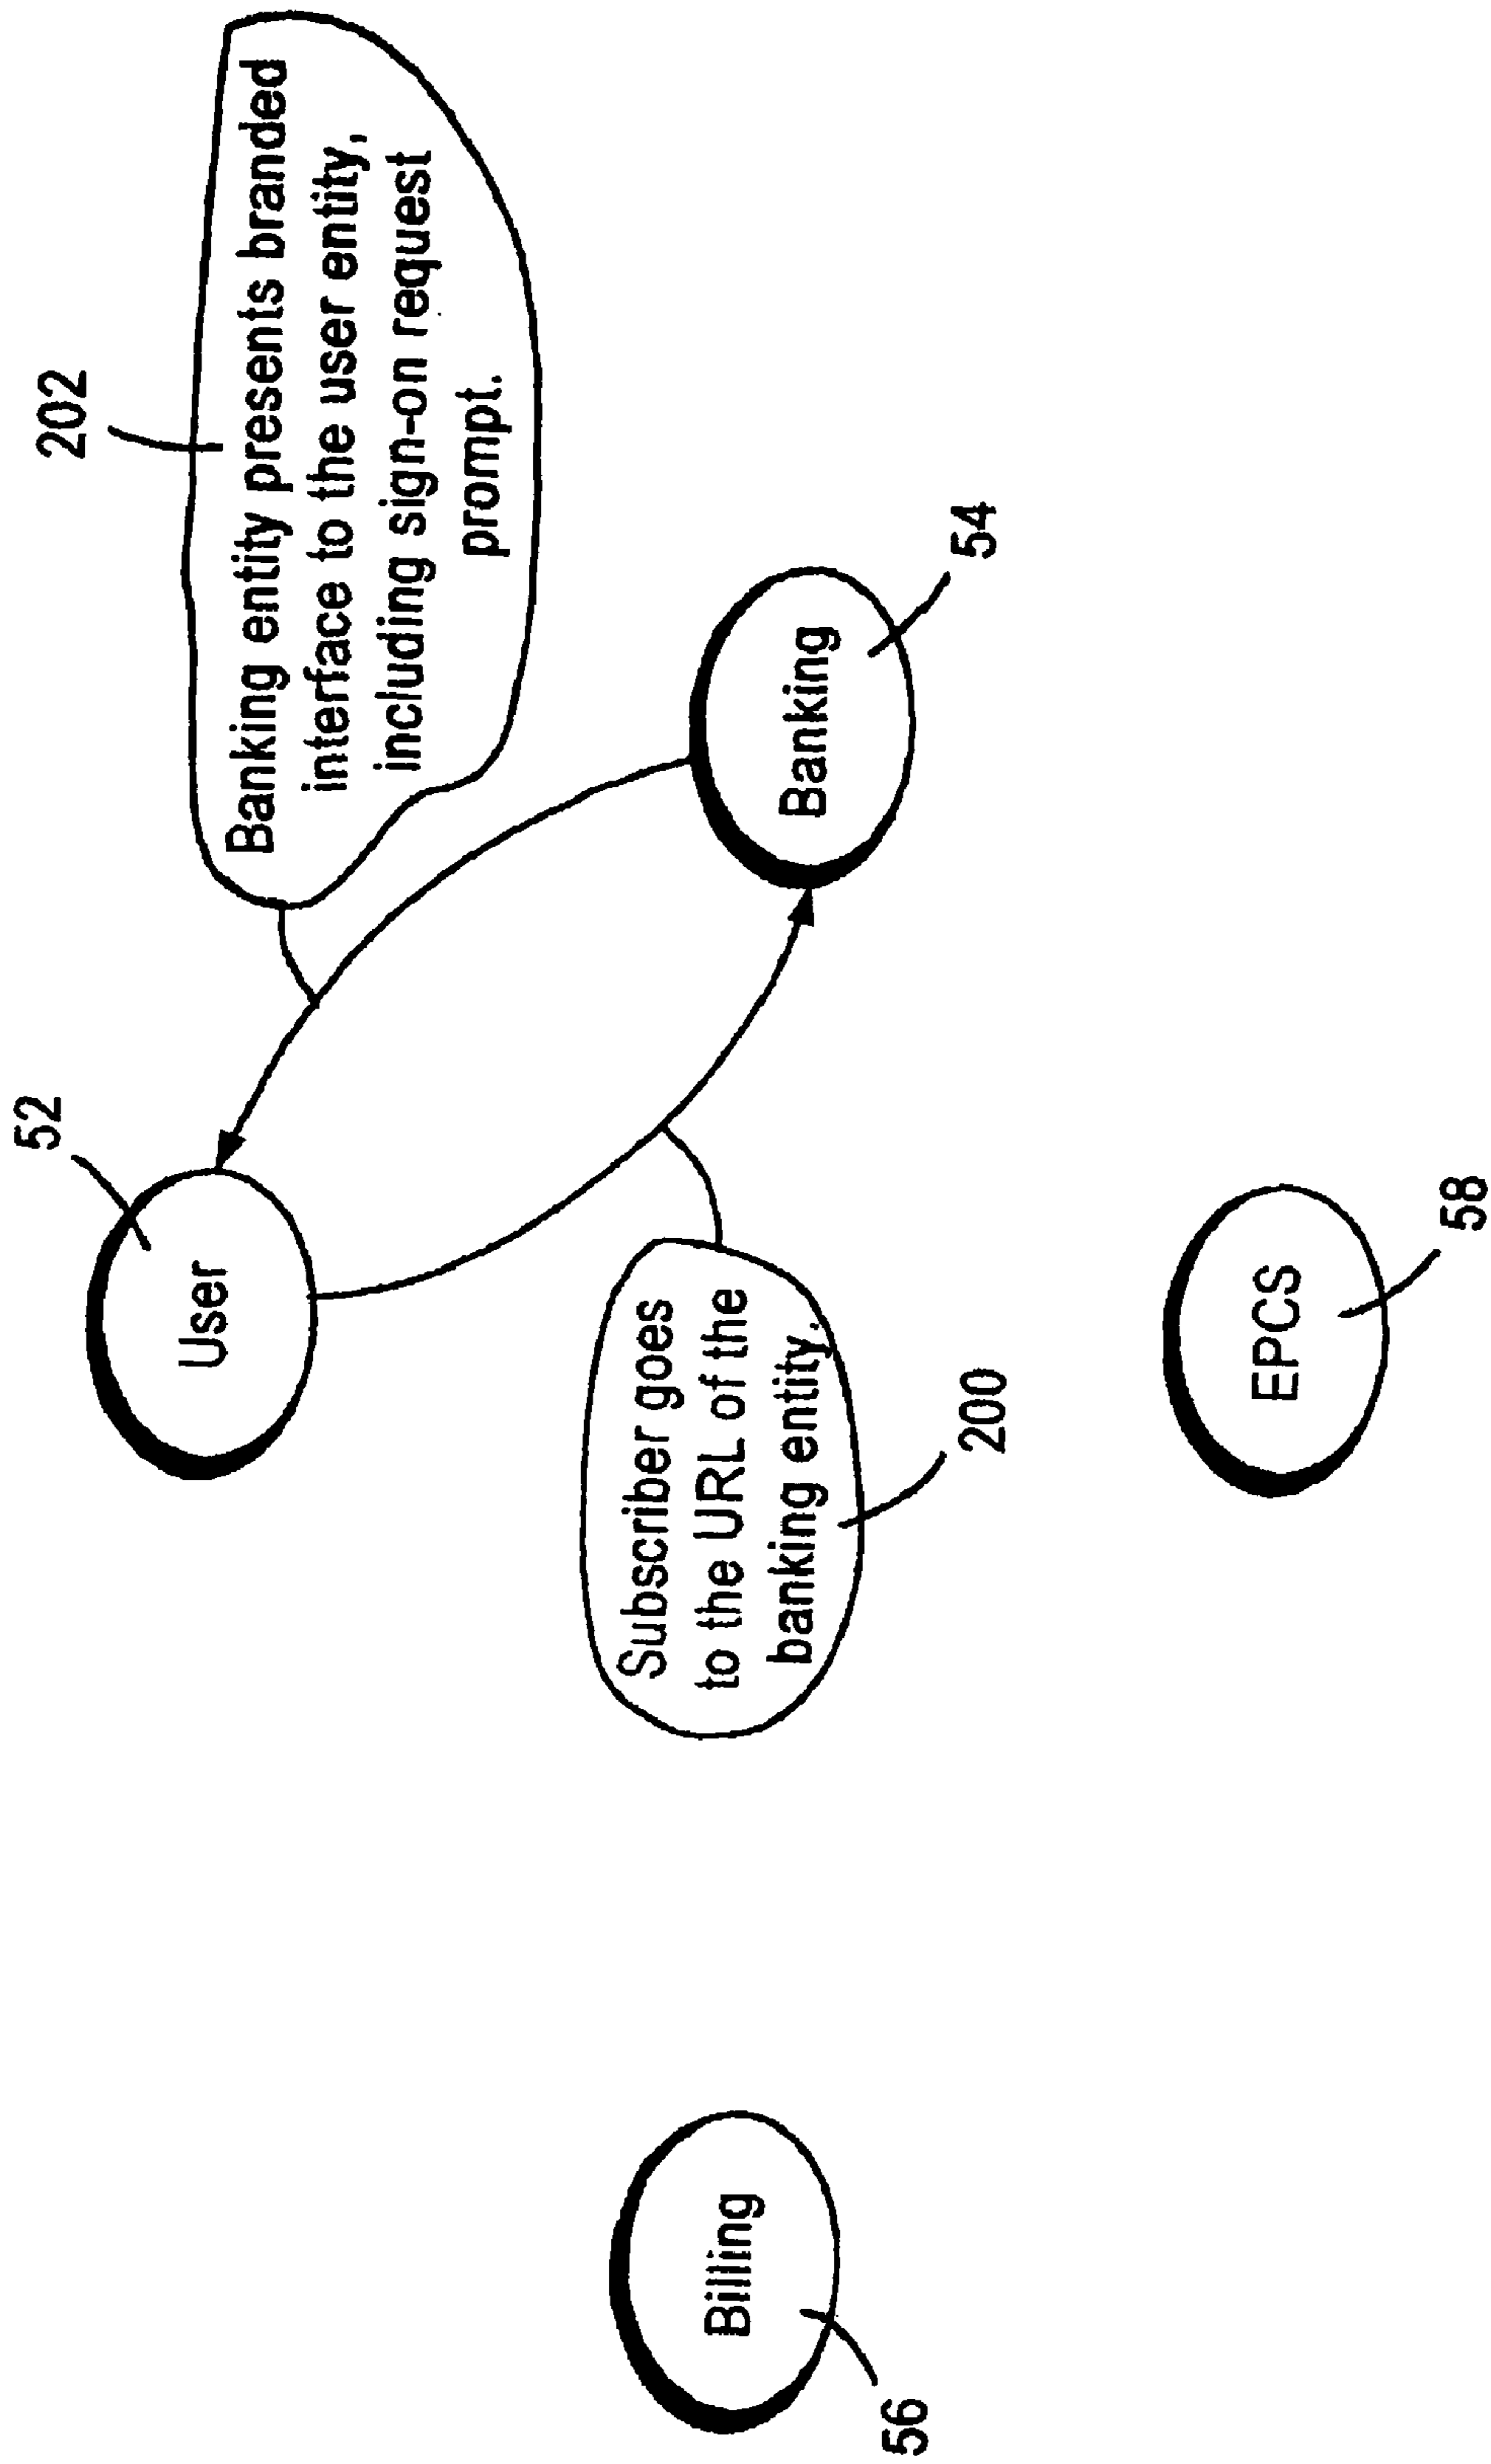 52
User
202
Banking entity presents branded
interface to the user entity,
including sign-on request
prompt.
Subscriber goes
to the URL of the
banking entity.
200
Banking
54
Billing
56
EPCS
58